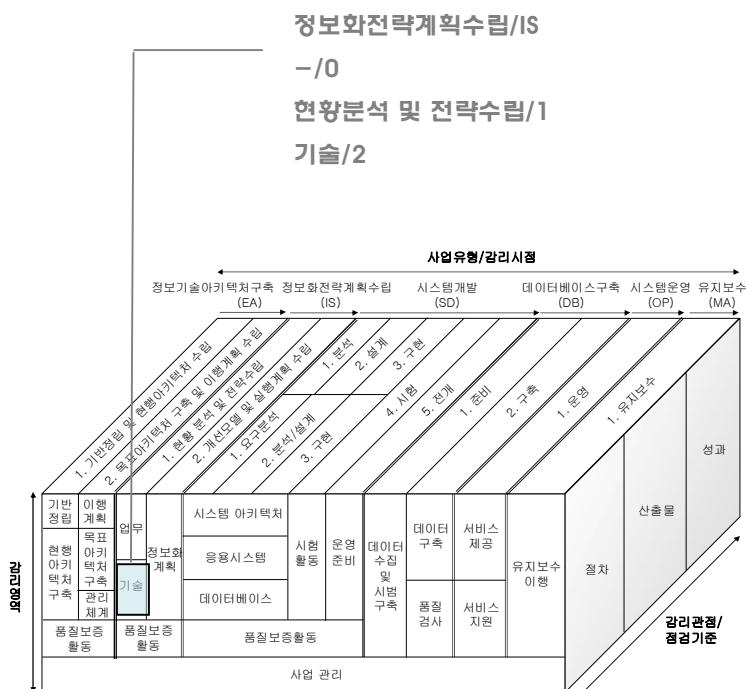 정보화전략계획수립/IS
-/0
현황분석 및 전략수립/1
기술/2
사업유형/감리시점
정보기술아키텍처구축
(EA)
정보화전략계획수립
(IS)
시스템개발
(SD)
데이터베이스구축
(DB)
시스템운영
(OP)
유지보수
(MA)
1. 기반정립 및 현행아키텍처 수립
2. 목표아키텍처 구축 및 이행계획 수립
1. 현황 분석 및 전략수립
2. 개선모델 및 실행계획 수립
1. 분석
2. 설계
3. 구현
1. 요구분석
2. 분석/설계
3. 구현
4. 시험
5. 전개
1. 준비
2. 구축
1. 운영
1. 유지보수
감리영역
기반
정립
이행
계획
현행
아키
텍처
구축
목표
아키
텍처
구축
관리
체계
업무
기술
정보화
계획
시스템 아키텍처
응용시스템
데이터베이스
시험
활동
운영
준비
데이터
수집
및
시범
구축
데이터
구축
품질
검사
서비스
제공
서비스
지원
유지보수
이행
품질보증
활동
품질보증
활동
품질보증활동
사업 관리
절차
산출물
성과
감리관점/
점검기준